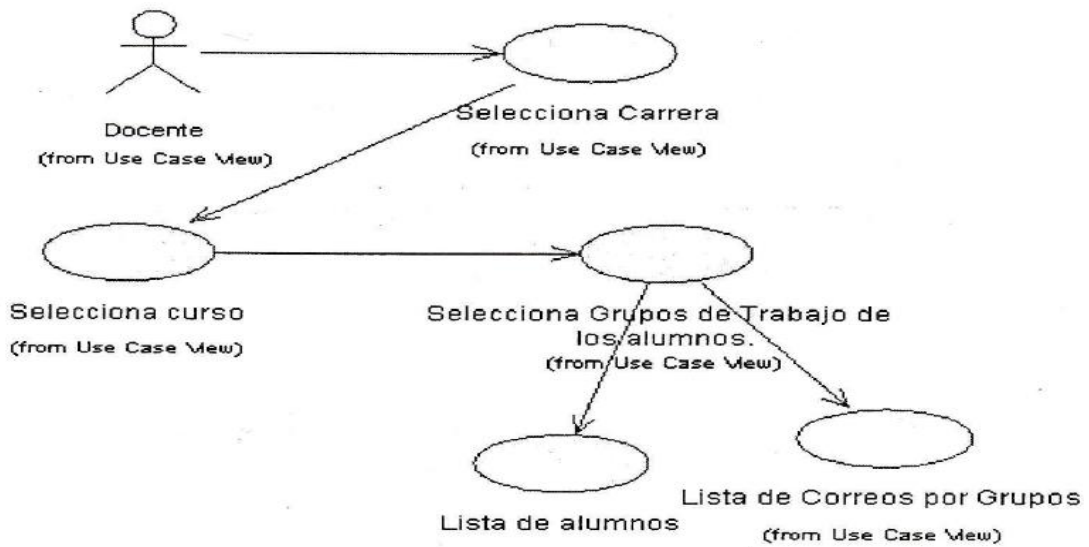 Selecciona Carrera
(from Use Case View)
Docente
(from Use Case View)
Selecciona curso
(from Use Case View)
Selecciona Grupos de Trabajo de
los alumnos.
(from Use Case View)
Lista de alumnos
Lista de Correos por Grupos
(from Use Case View)